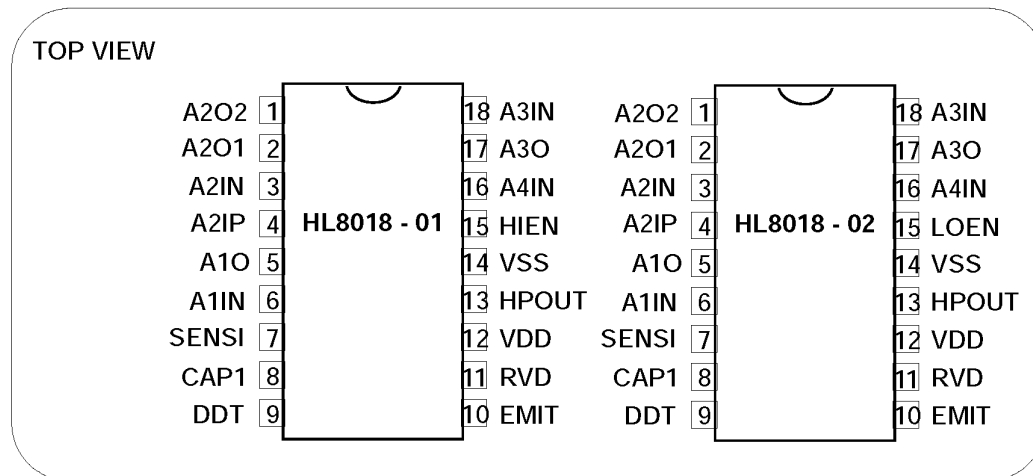 TOP VIEW
A2O2 1 18 A3IN A2O2 1 18 A3IN
A2O1 2 17 A3O A2O1 2 17 A3O
A2IN 3 16 A4IN A2IN 3 16 A4IN
A2IP 4 HL8018 - 01 15 HIEN A2IP 4 HL8018 - 02 15 LOEN
A1O 5 14 VSS A1O 5 14 VSS
A1IN 6 13 HPOUT A1IN 6 13 HPOUT
SENSI 7 12 VDD SENSI 7 12 VDD
CAP1 8 11 RVD CAP1 8 11 RVD
DDT 9 10 EMIT DDT 9 10 EMIT